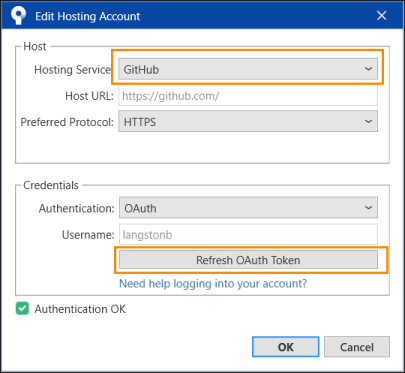 Edit Hosting Account
Host
Hosting Service: GitHub
Host URL: https://github.com/
Preferred Protocol: HTTPS
Credentials
Authentication: OAuth
Username: langstonb
Refresh OAuth Token
Need help logging into your account?
Authentication OK
OK Cancel